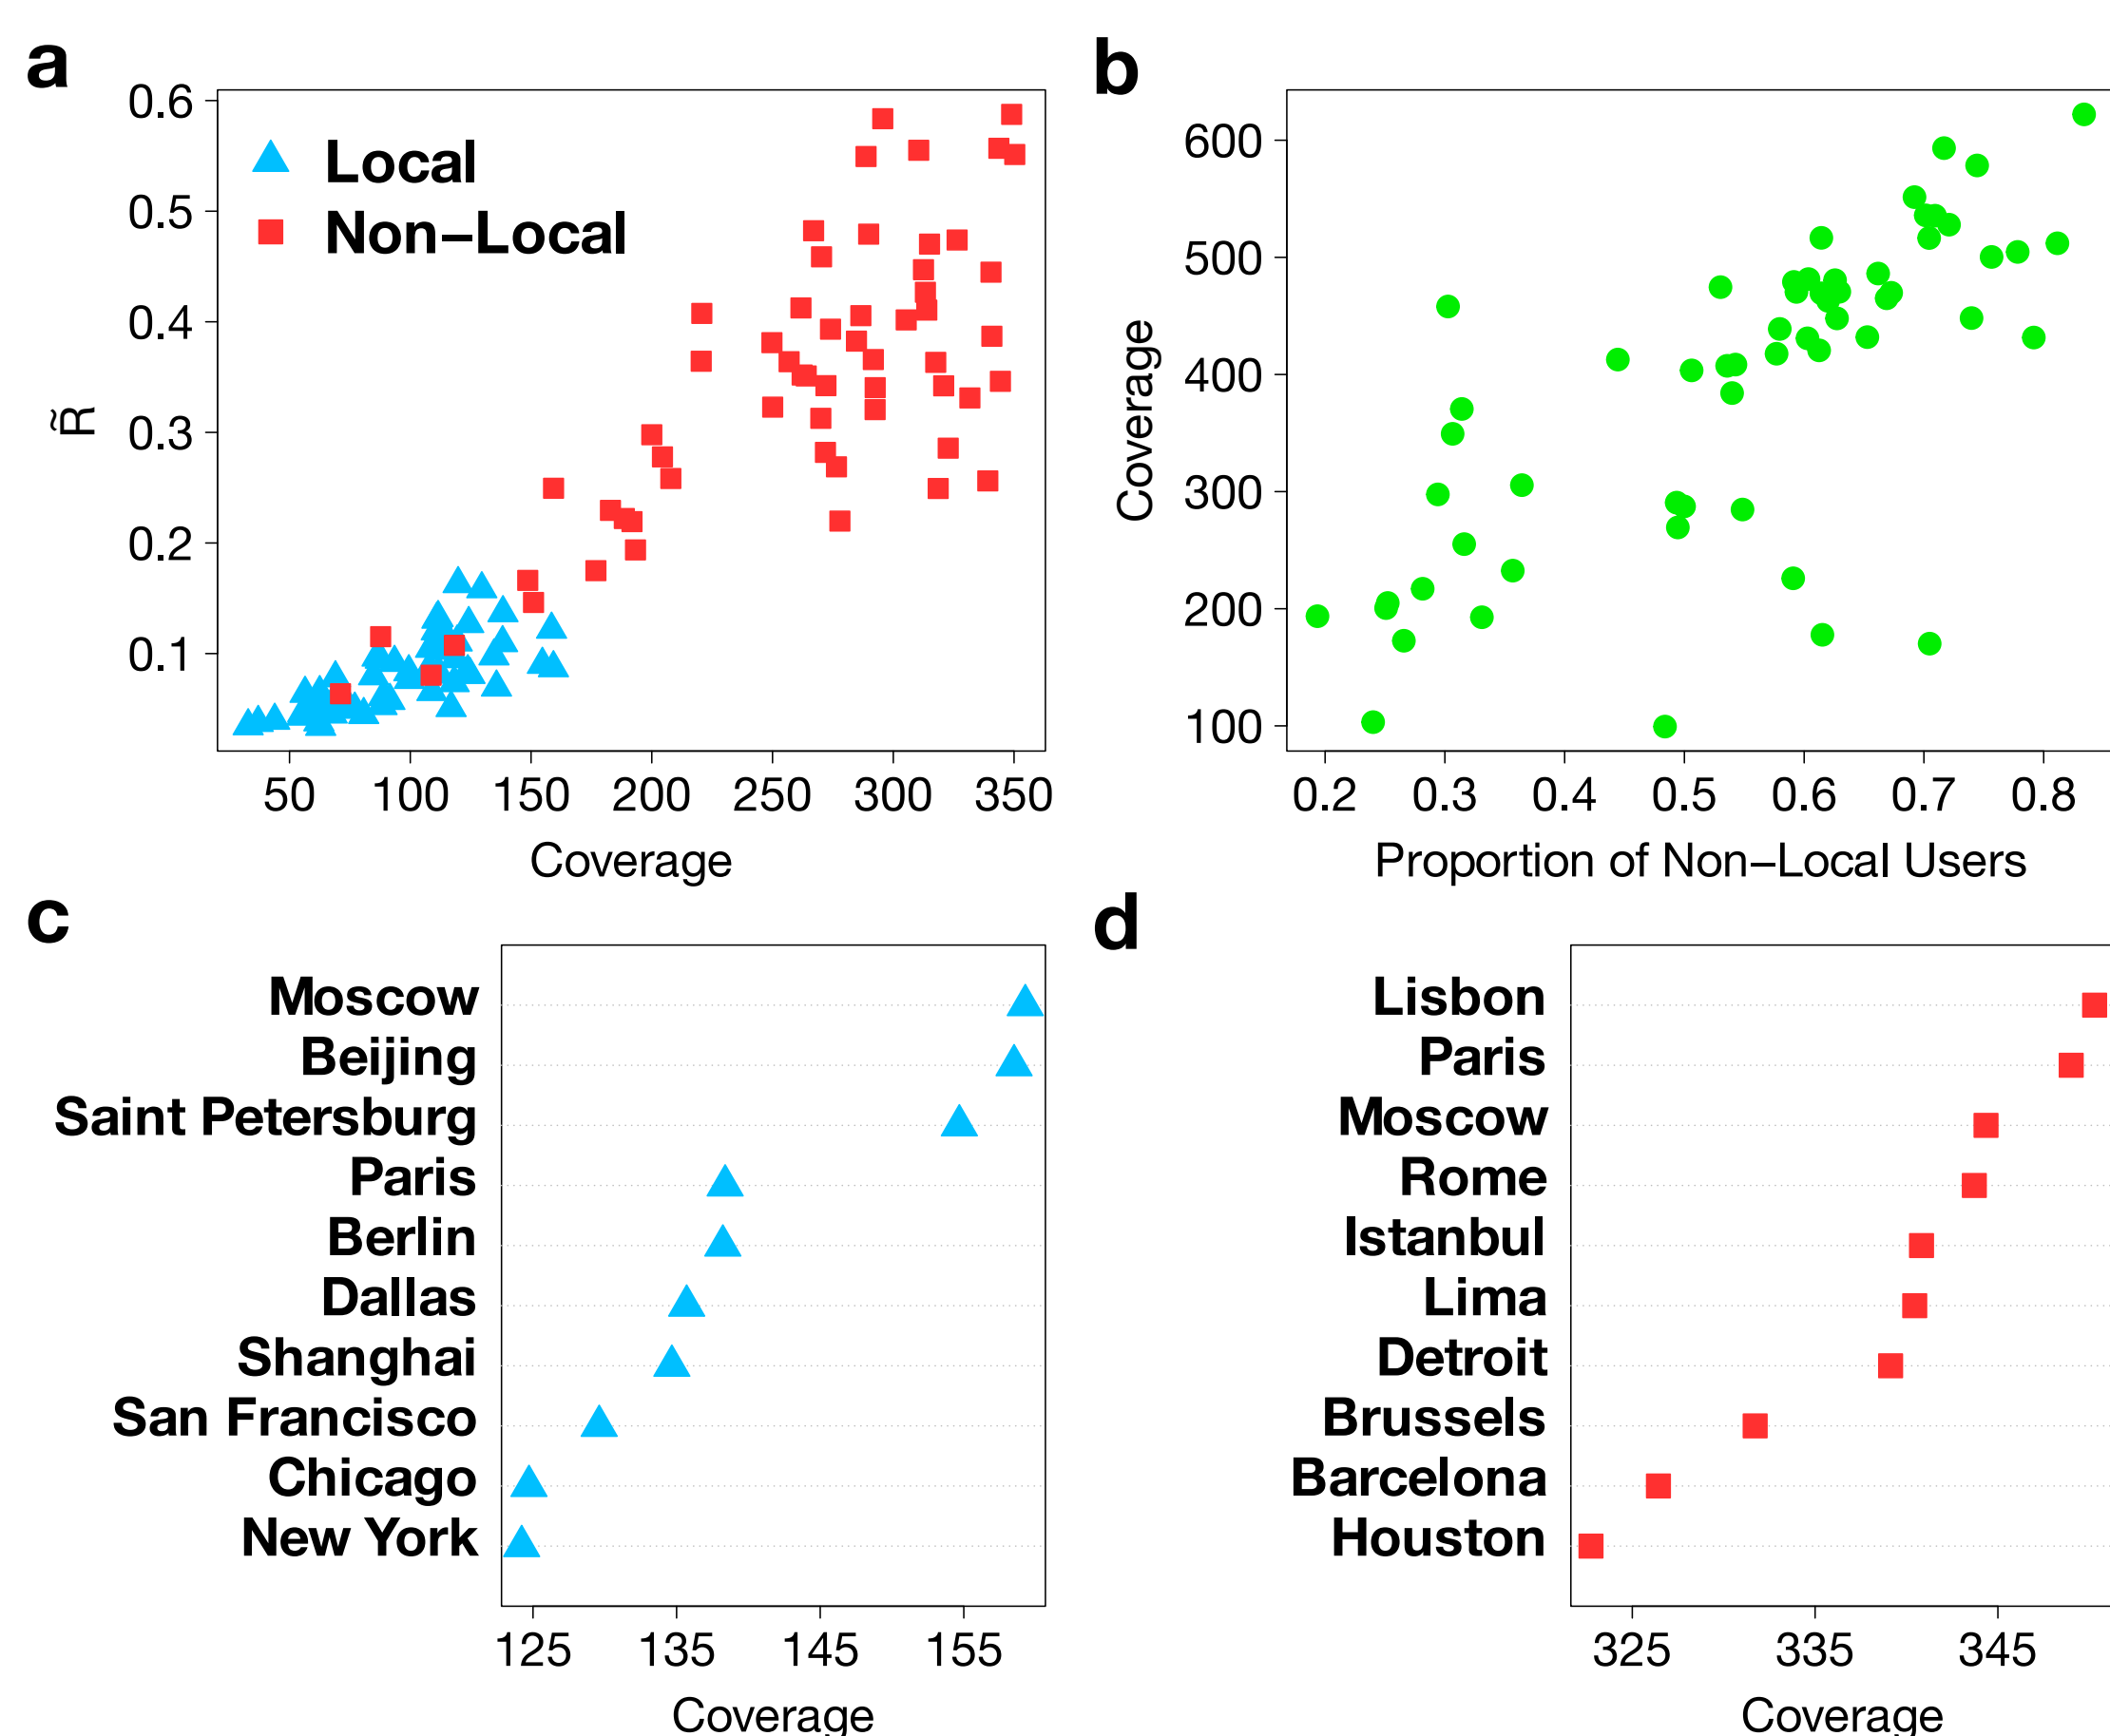 a
0.6
0.5
0.4
0.3
0.2
0.1
R̃
Local
Non−Local
50 100 150 200 250 300 350
Coverage
b
600
500
400
300
200
100
Coverage
0.2 0.3 0.4 0.5 0.6 0.7 0.8
Proportion of Non−Local Users
c
Moscow
Beijing
Saint Petersburg
Paris
Berlin
Dallas
Shanghai
San Francisco
Chicago
New York
125 135 145 155
Coverage
d
Lisbon
Paris
Moscow
Rome
Istanbul
Lima
Detroit
Brussels
Barcelona
Houston
325 335 345
Coverage